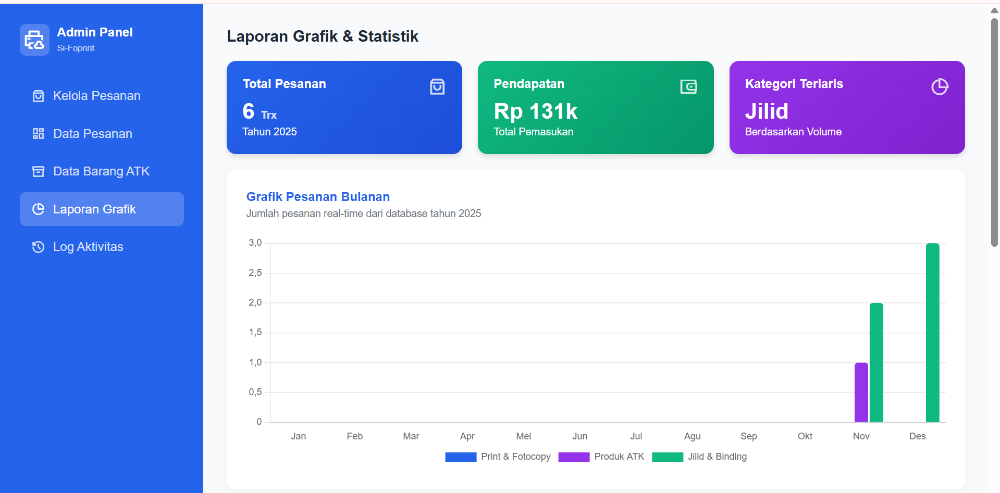 Admin Panel
Si-Foprint
Kelola Pesanan
Data Pesanan
Data Barang ATK
Laporan Grafik
Log Aktivitas
Laporan Grafik & Statistik
Total Pesanan
6 Trx
Tahun 2025
Pendapatan
Rp 131k
Total Pemasukan
Kategori Terlaris
Jilid
Berdasarkan Volume
Grafik Pesanan Bulanan
Jumlah pesanan real-time dari database tahun 2025
3,0
2,5
2,0
1,5
1,0
0,5
0
Jan Feb Mar Apr Mei Jun Jul Agu Sep Okt Nov Des
Print & Fotocopy Produk ATK Jilid & Binding